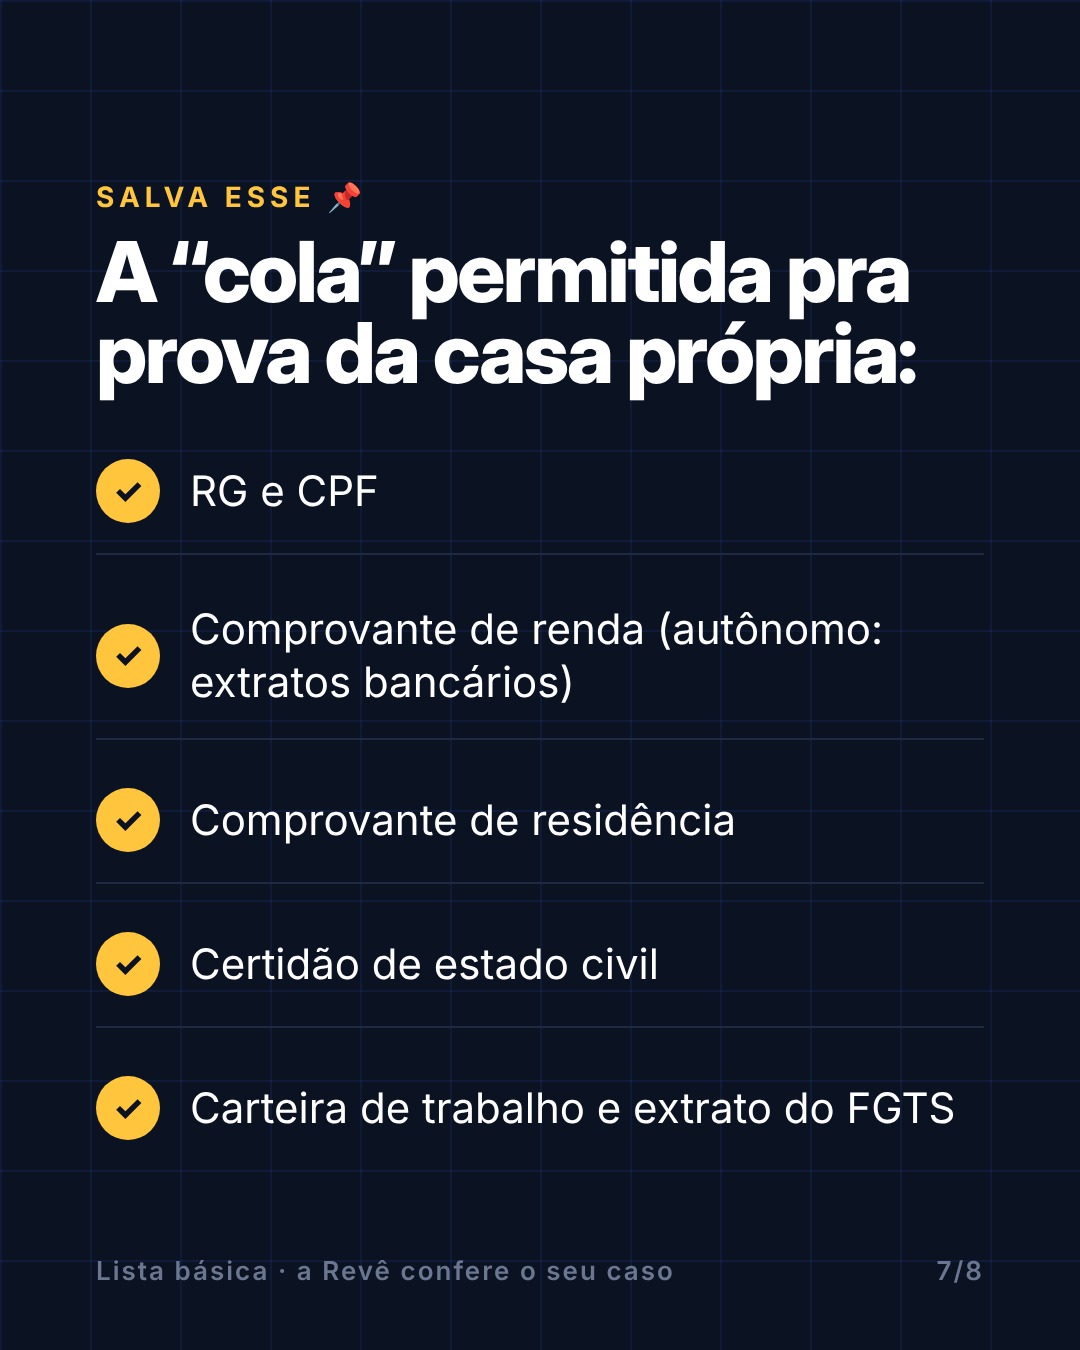 SALVA ESSE 📌
A “cola” permitida pra
prova da casa própria:
RG e CPF
Comprovante de renda (autônomo:
extratos bancários)
Comprovante de residência
Certidão de estado civil
Carteira de trabalho e extrato do FGTS
Lista básica · a Revê confere o seu caso
7/8